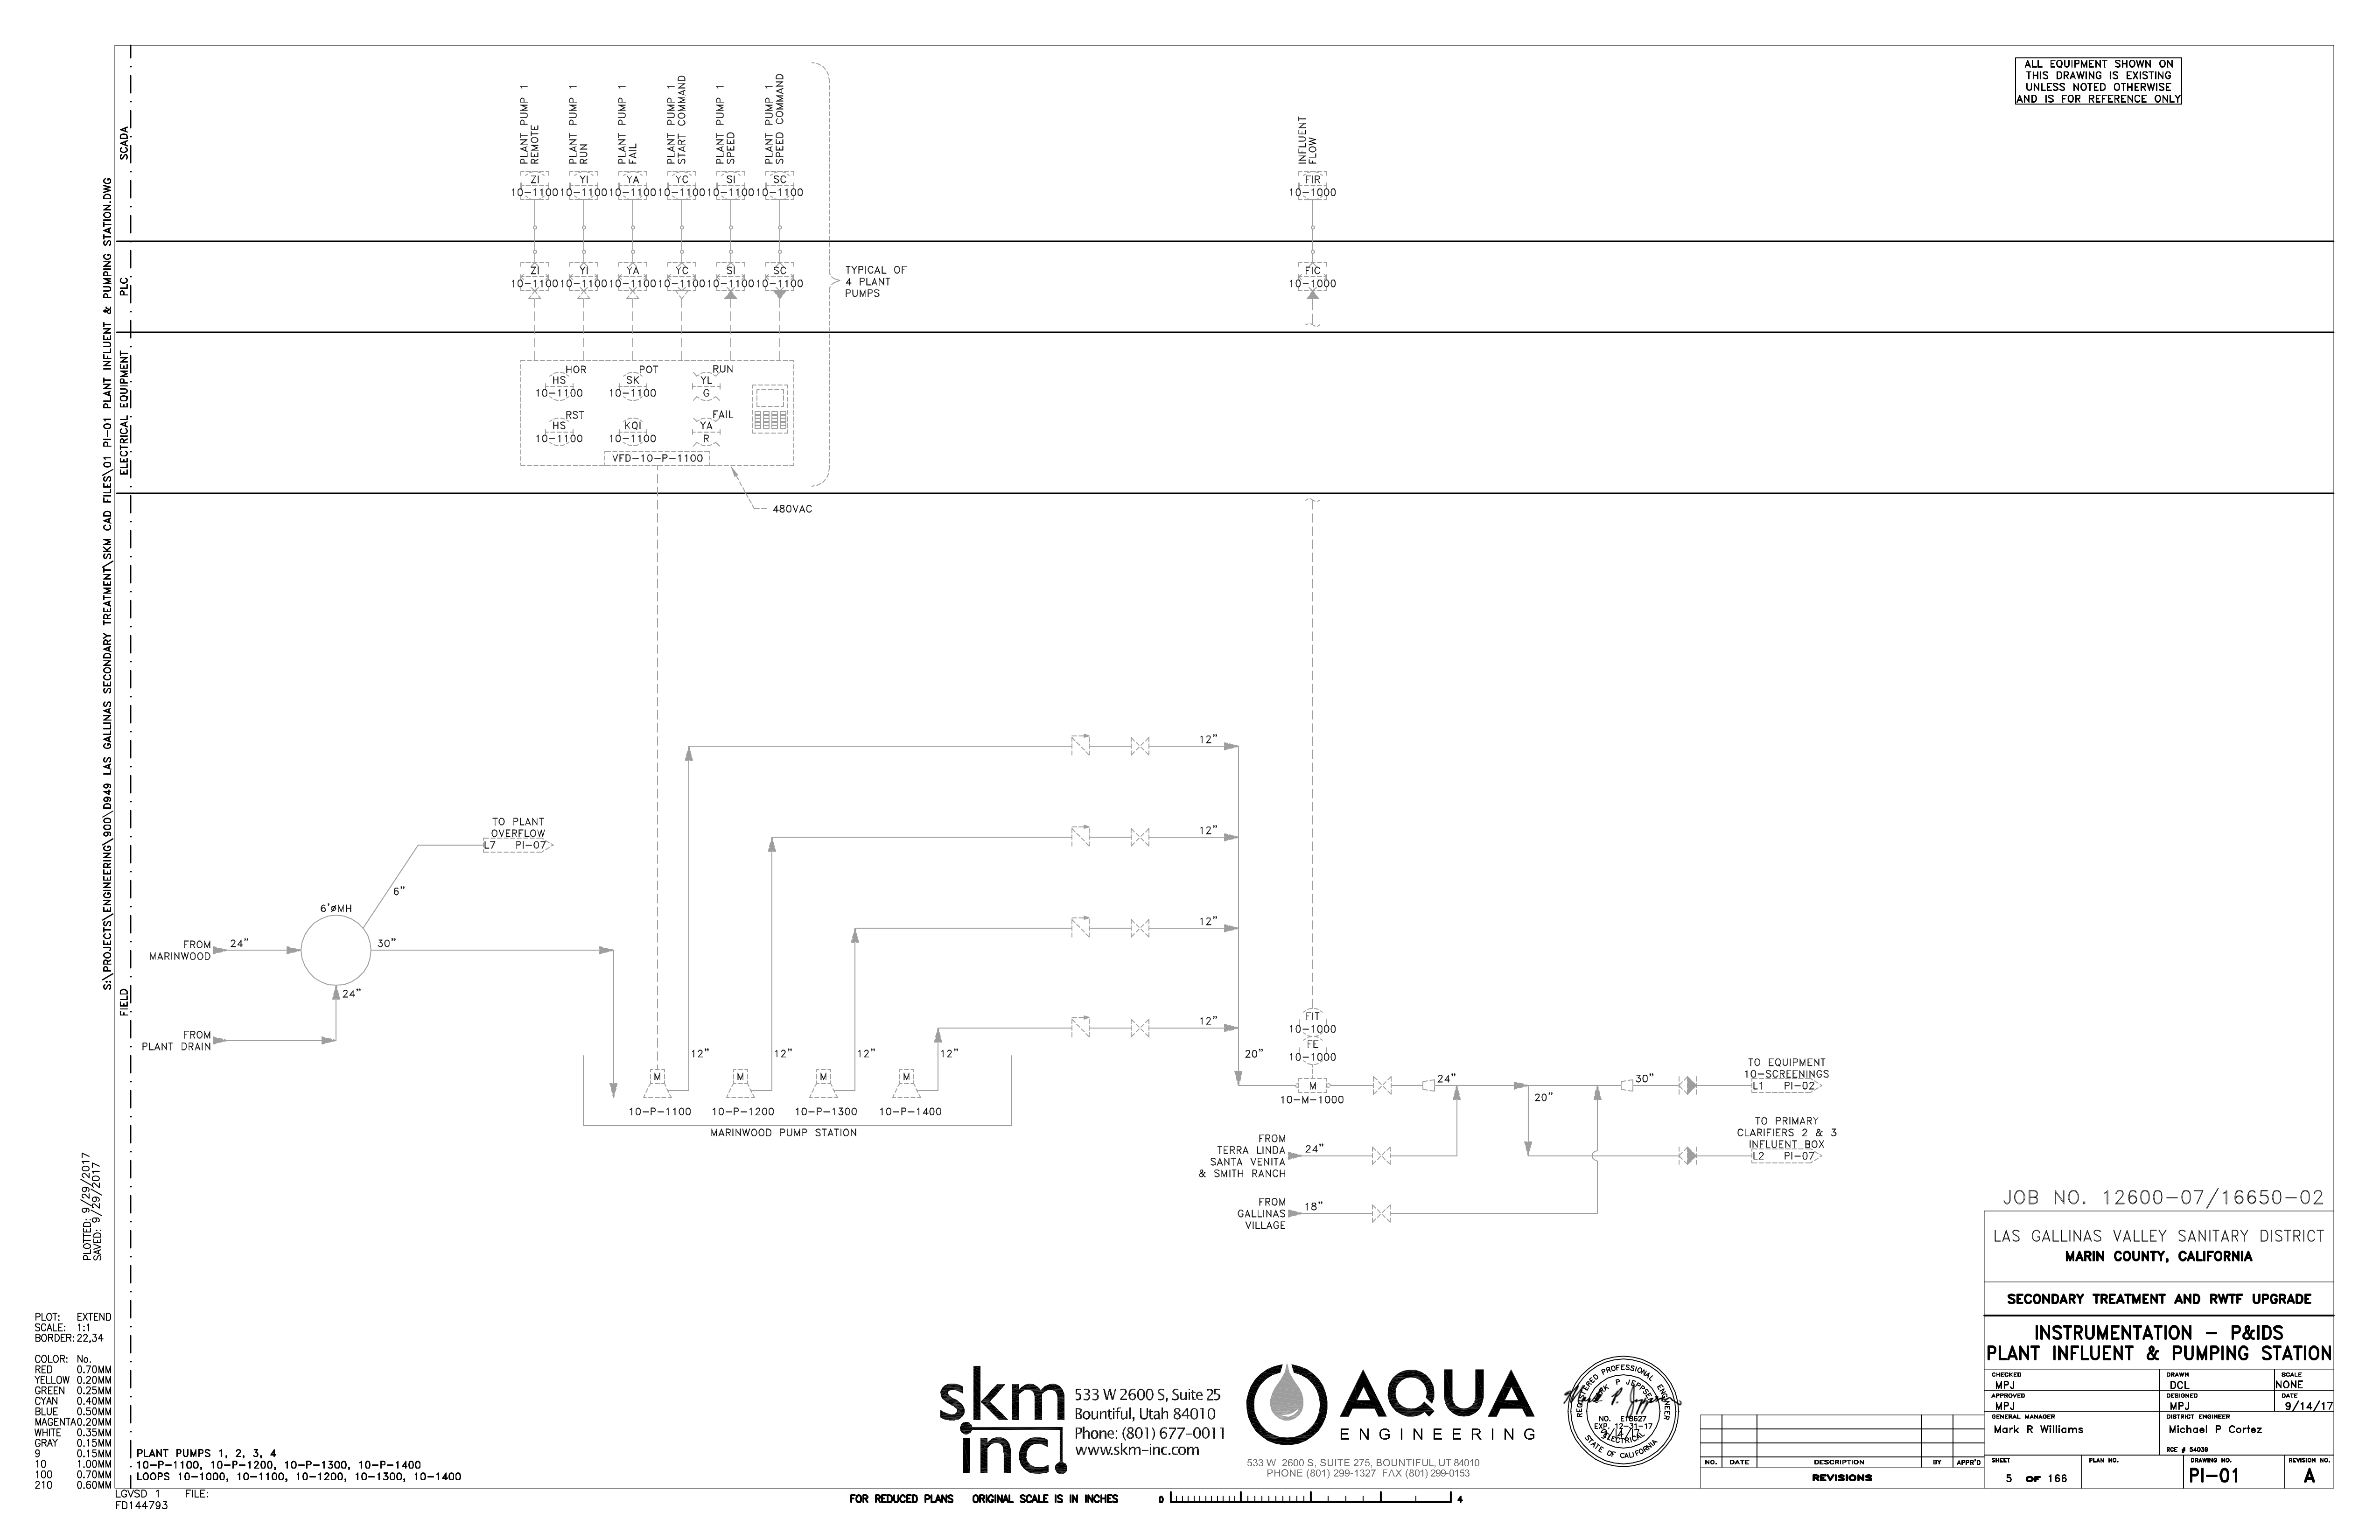 ALL EQUIPMENT SHOWN ON
THIS DRAWING IS EXISTING
UNLESS NOTED OTHERWISE
AND IS FOR REFERENCE ONLY
S:\PROJECTS\ENGINEERING\900\D949 LAS GALLINAS SECONDARY TREATMENT\SKM CAD FILES\01 PI-01 PLANT INFLUENT & PUMPING STATION.DWG
SCADA
PLANT PUMP 1
REMOTE
PLANT PUMP 1
RUN
PLANT PUMP 1
FAIL
PLANT PUMP 1
START COMMAND
PLANT PUMP 1
SPEED
PLANT PUMP 1
SPEED COMMAND
INFLUENT
FLOW
ZI YI YA YC SI SC FIR
10-1100 10-1100 10-1100 10-1100 10-1100 10-1100 10-1000
PLC
ZI YI YA YC SI SC FIC
10-1100 10-1100 10-1100 10-1100 10-1100 10-1100 10-1000
TYPICAL OF
4 PLANT
PUMPS
ELECTRICAL EQUIPMENT
HOR POT RUN
HS SK YL
10-1100 10-1100 G
RST FAIL
HS KQI YA
10-1100 10-1100 R
VFD-10-P-1100
480VAC
FIELD
12"
12"
12"
12"
TO PLANT
OVERFLOW
L7 PI-07
6"
6'øMH
FROM
MARINWOOD
24"
30"
24"
FROM
PLANT DRAIN
12" 12" 12" 12"
M M M M
10-P-1100 10-P-1200 10-P-1300 10-P-1400
MARINWOOD PUMP STATION
20"
FIT
10-1000
FE
10-1000
M
10-M-1000
24"
20"
30"
TO EQUIPMENT
10-SCREENINGS
L1 PI-02
TO PRIMARY
CLARIFIERS 2 & 3
INFLUENT BOX
L2 PI-07
FROM
TERRA LINDA
SANTA VENITA
& SMITH RANCH
24"
FROM
GALLINAS
VILLAGE
18"
PLOTTED: 9/29/2017
SAVED: 9/29/2017
PLOT: EXTEND
SCALE: 1:1
BORDER: 22,34
COLOR: No.
RED 0.70MM
YELLOW 0.20MM
GREEN 0.25MM
CYAN 0.40MM
BLUE 0.50MM
MAGENTA 0.20MM
WHITE 0.35MM
GRAY 0.15MM
9 0.15MM
10 1.00MM
100 0.70MM
210 0.60MM
PLANT PUMPS 1, 2, 3, 4
10-P-1100, 10-P-1200, 10-P-1300, 10-P-1400
LOOPS 10-1000, 10-1100, 10-1200, 10-1300, 10-1400
LGVSD 1 FILE:
FD144793
skm
inc.
533 W 2600 S, Suite 25
Bountiful, Utah 84010
Phone: (801) 677-0011
www.skm-inc.com
AQUA
ENGINEERING
533 W 2600 S, SUITE 275, BOUNTIFUL, UT 84010
PHONE (801) 299-1327 FAX (801) 299-0153
REGISTERED PROFESSIONAL ENGINEER
MARK P JEPPSEN
NO. E18627
EXP. 12-31-17
9/14/17
ELECTRICAL
STATE OF CALIFORNIA
FOR REDUCED PLANS ORIGINAL SCALE IS IN INCHES 0 4
NO. DATE DESCRIPTION BY APPR'D
REVISIONS
JOB NO. 12600-07/16650-02
LAS GALLINAS VALLEY SANITARY DISTRICT
MARIN COUNTY, CALIFORNIA
SECONDARY TREATMENT AND RWTF UPGRADE
INSTRUMENTATION - P&IDS
PLANT INFLUENT & PUMPING STATION
CHECKED DRAWN SCALE
MPJ DCL NONE
APPROVED DESIGNED DATE
MPJ MPJ 9/14/17
GENERAL MANAGER DISTRICT ENGINEER
Mark R Williams Michael P Cortez
RCE # 54039
SHEET PLAN NO. DRAWING NO. REVISION NO.
5 OF 166 PI-01 A